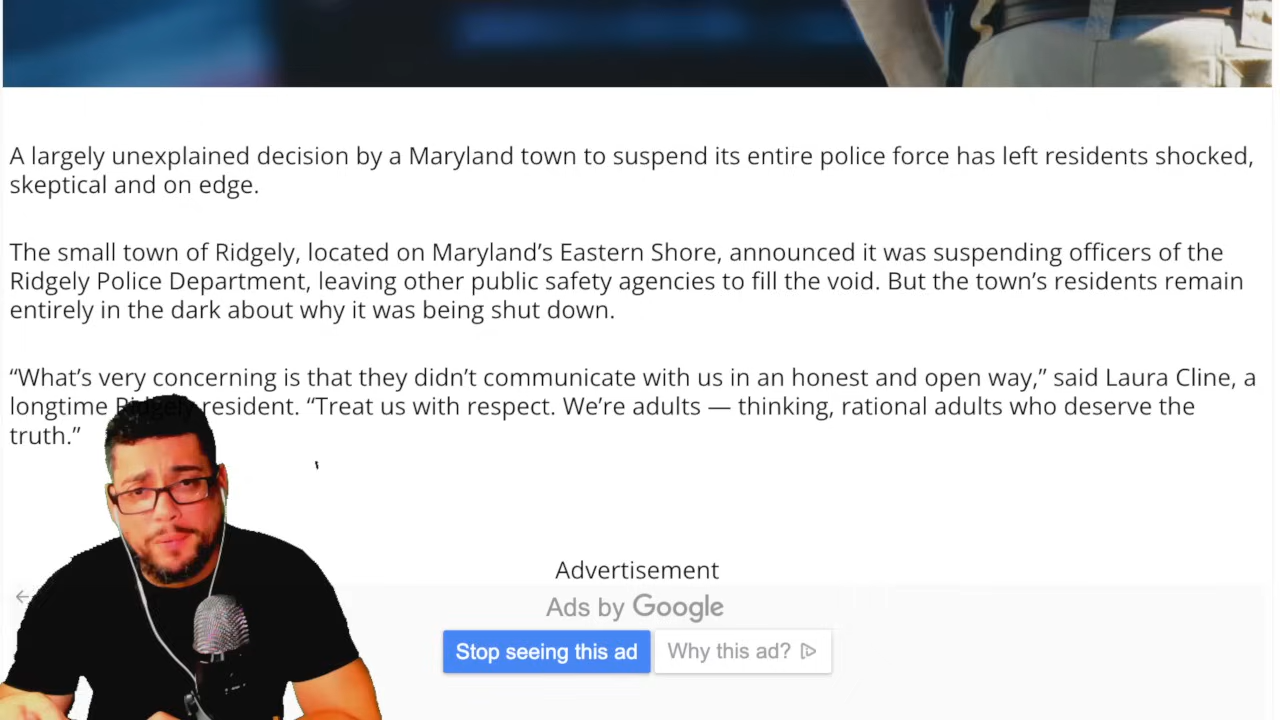 A largely unexplained decision by a Maryland town to suspend its entire police force has left residents shocked,
skeptical and on edge.
The small town of Ridgely, located on Maryland’s Eastern Shore, announced it was suspending officers of the
Ridgely Police Department, leaving other public safety agencies to fill the void. But the town’s residents remain
entirely in the dark about why it was being shut down.
“What’s very concerning is that they didn’t communicate with us in an honest and open way,” said Laura Cline, a
longtime Ridgely resident. “Treat us with respect. We’re adults — thinking, rational adults who deserve the
truth.”
Advertisement
Ads by Google
Stop seeing this ad
Why this ad?